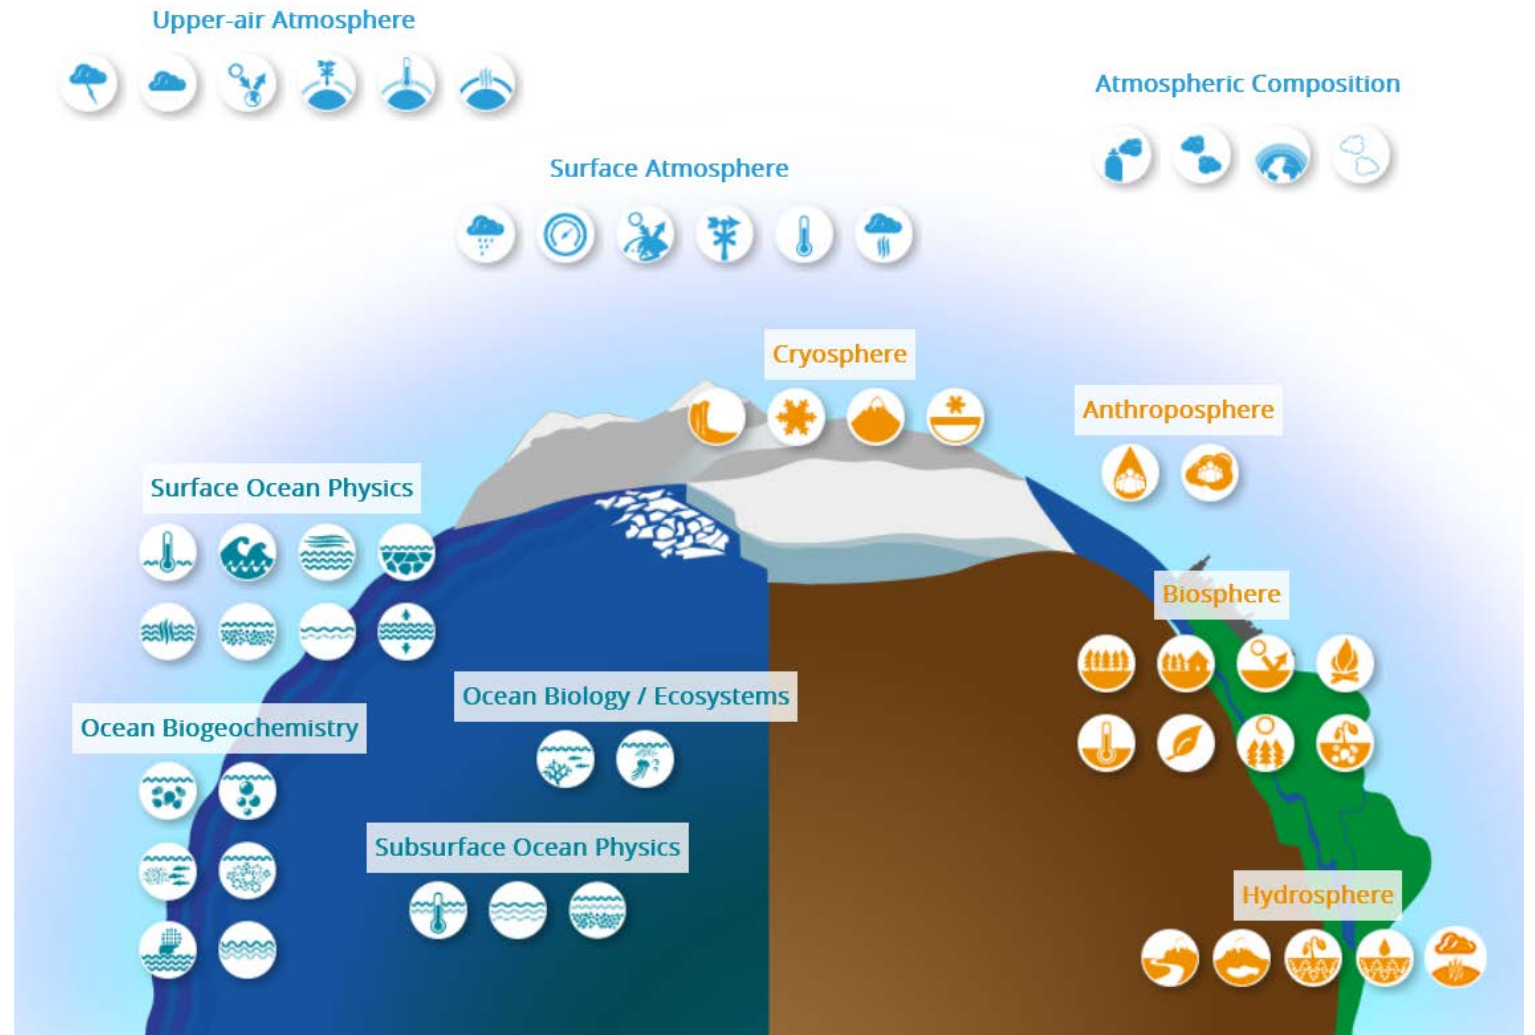 Upper-air Atmosphere
Atmospheric Composition
Surface Atmosphere
Cryosphere
Anthroposphere
Surface Ocean Physics
Biosphere
Ocean Biology / Ecosystems
Ocean Biogeochemistry
Subsurface Ocean Physics
Hydrosphere